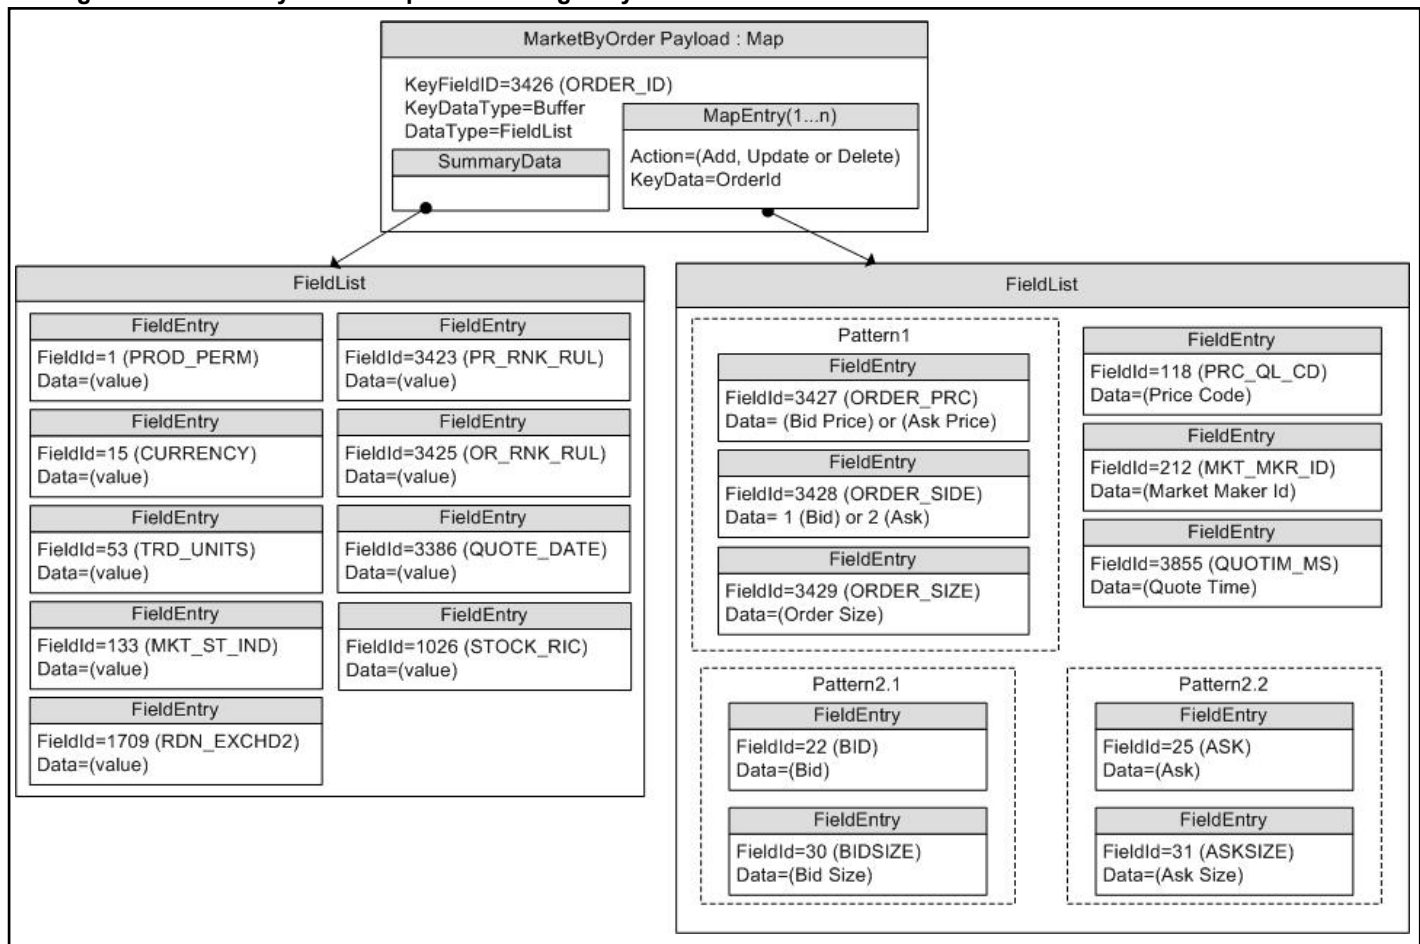 MarketByOrder Payload : Map
KeyFieldID=3426 (ORDER_ID)
KeyDataType=Buffer
DataType=FieldList
SummaryData
MapEntry(1...n)
Action=(Add, Update or Delete)
KeyData=OrderId
FieldList
FieldEntry
FieldId=1 (PROD_PERM)
Data=(value)
FieldEntry
FieldId=3423 (PR_RNK_RUL)
Data=(value)
FieldEntry
FieldId=15 (CURRENCY)
Data=(value)
FieldEntry
FieldId=3425 (OR_RNK_RUL)
Data=(value)
FieldEntry
FieldId=53 (TRD_UNITS)
Data=(value)
FieldEntry
FieldId=3386 (QUOTE_DATE)
Data=(value)
FieldEntry
FieldId=133 (MKT_ST_IND)
Data=(value)
FieldEntry
FieldId=1026 (STOCK_RIC)
Data=(value)
FieldEntry
FieldId=1709 (RDN_EXCHD2)
Data=(value)
FieldList
Pattern1
FieldEntry
FieldId=3427 (ORDER_PRC)
Data= (Bid Price) or (Ask Price)
FieldEntry
FieldId=3428 (ORDER_SIDE)
Data= 1 (Bid) or 2 (Ask)
FieldEntry
FieldId=3429 (ORDER_SIZE)
Data=(Order Size)
FieldEntry
FieldId=118 (PRC_QL_CD)
Data=(Price Code)
FieldEntry
FieldId=212 (MKT_MKR_ID)
Data=(Market Maker Id)
FieldEntry
FieldId=3855 (QUOTIM_MS)
Data=(Quote Time)
Pattern2.1
FieldEntry
FieldId=22 (BID)
Data=(Bid)
FieldEntry
FieldId=30 (BIDSIZE)
Data=(Bid Size)
Pattern2.2
FieldEntry
FieldId=25 (ASK)
Data=(Ask)
FieldEntry
FieldId=31 (ASKSIZE)
Data=(Ask Size)